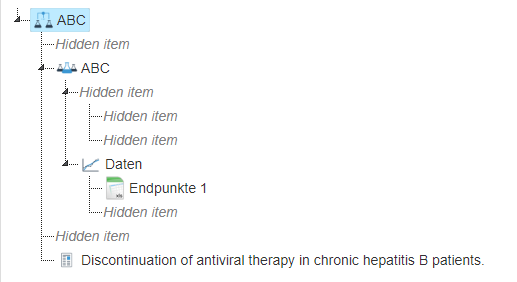 ABC
Hidden item
ABC
Hidden item
Hidden item
Hidden item
Daten
Endpunkte 1
Hidden item
Hidden item
Discontinuation of antiviral therapy in chronic hepatitis B patients.